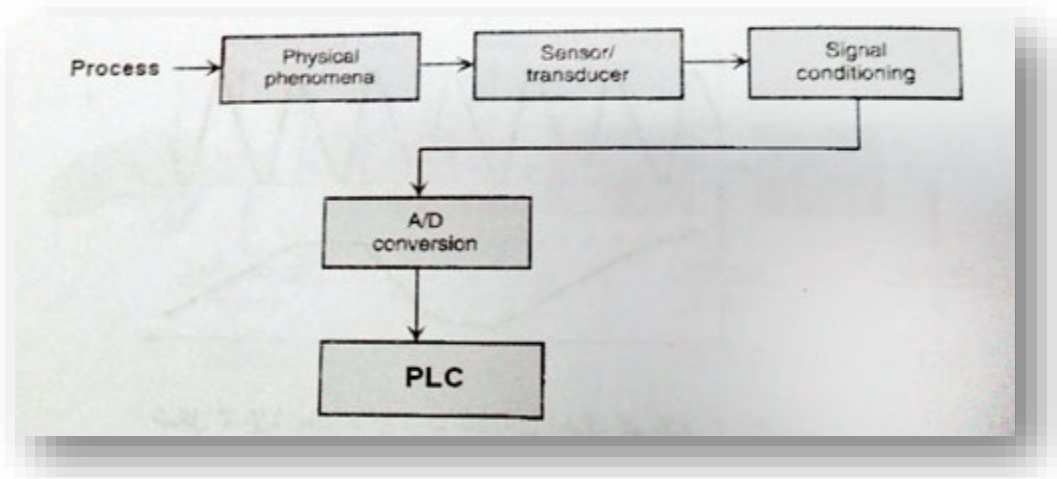 Process
Physical
phenomena
Sensor/
transducer
Signal
conditioning
A/D
conversion
PLC